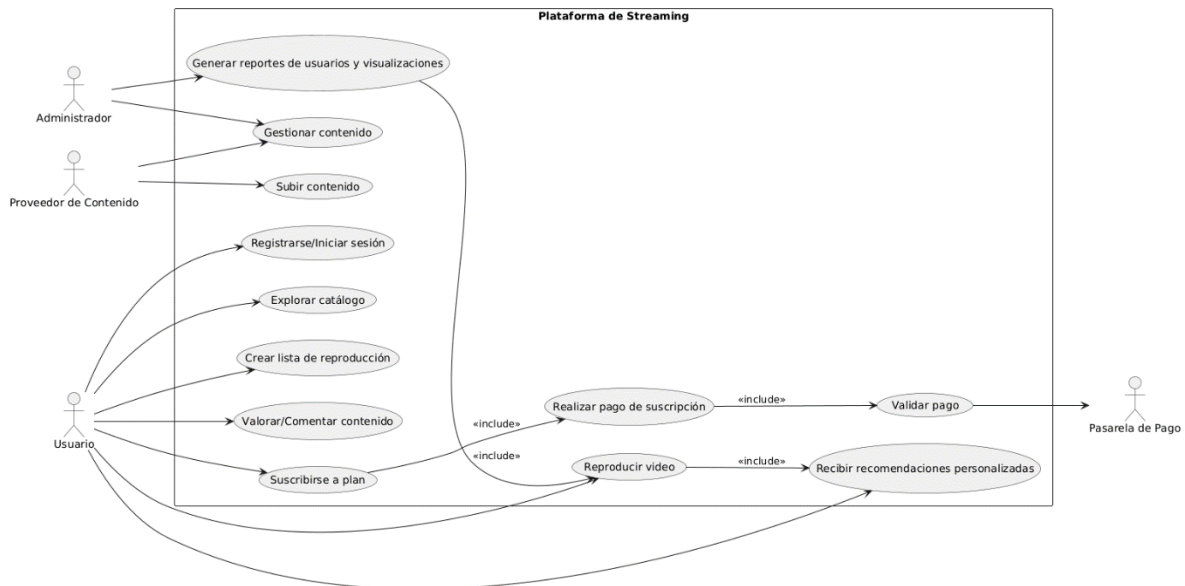 Plataforma de Streaming
Generar reportes de usuarios y visualizaciones
Administrador
Gestionar contenido
Proveedor de Contenido
Subir contenido
Registrarse/Iniciar sesión
Explorar catálogo
Crear lista de reproducción
Usuario
Valorar/Comentar contenido
Suscribirse a plan
«include»
«include»
Realizar pago de suscripción
Reproducir video
«include»
«include»
Validar pago
Recibir recomendaciones personalizadas
Pasarela de Pago